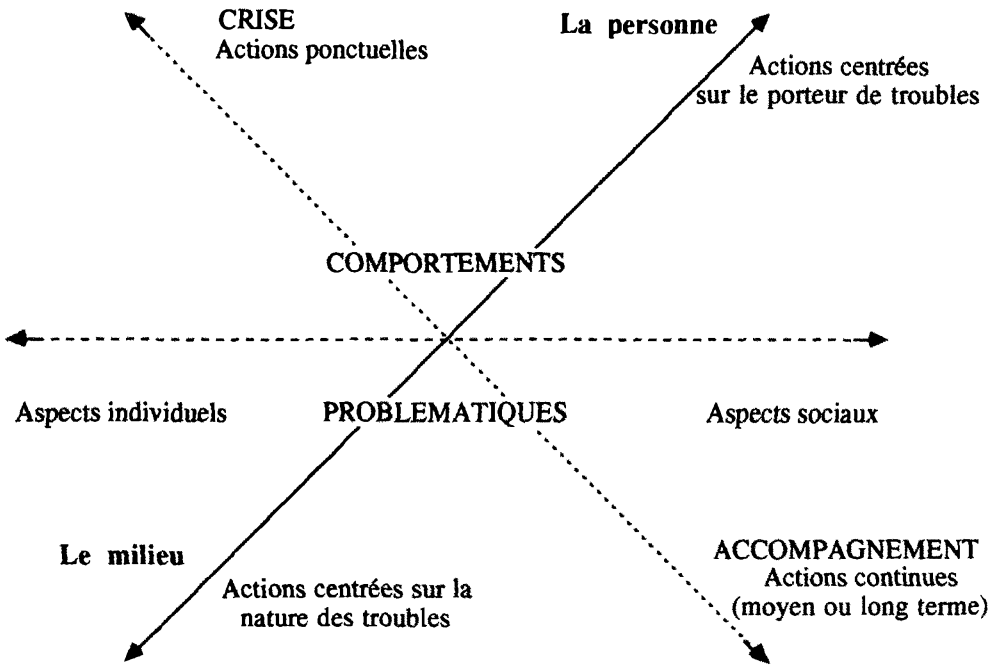 CRISE
Actions ponctuelles
La personne
Actions centrées
sur le porteur de troubles
COMPORTEMENTS
Aspects individuels
PROBLEMATIQUES
Aspects sociaux
Le milieu
Actions centrées sur la
nature des troubles
ACCOMPAGNEMENT
Actions continues
(moyen ou long terme)